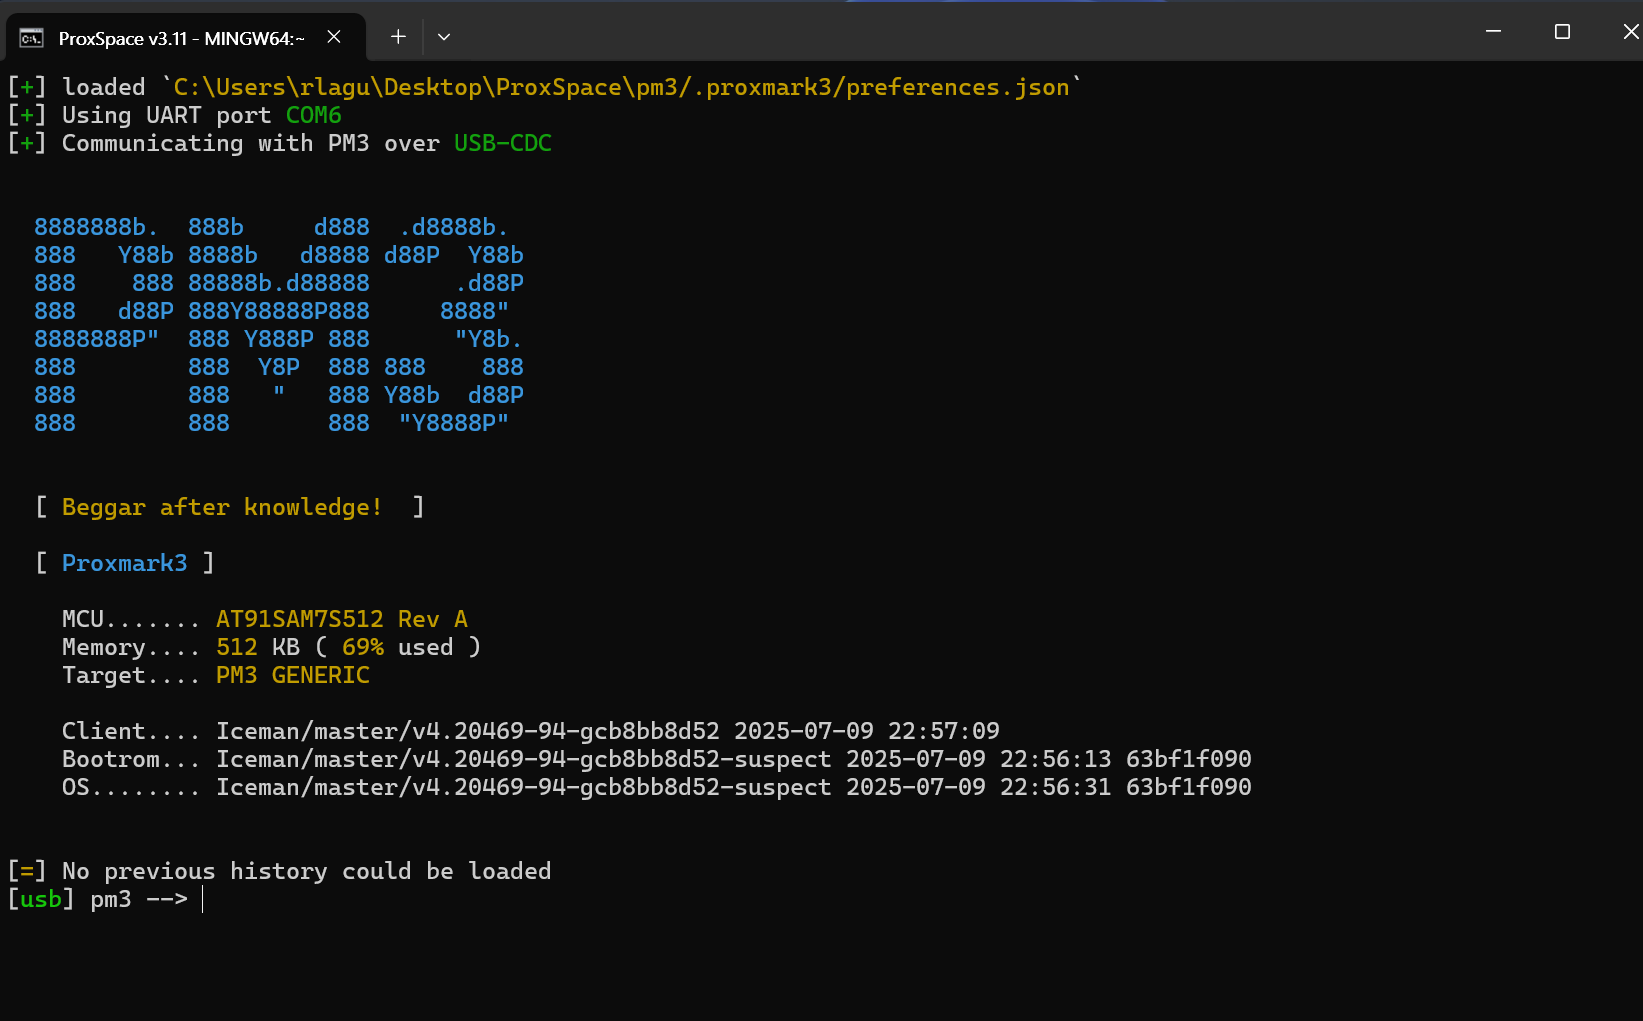 ProxSpace v3.11 - MINGW64:~
[+] loaded `C:\Users\rlagu\Desktop\ProxSpace\pm3/.proxmark3/preferences.json`
[+] Using UART port COM6
[+] Communicating with PM3 over USB-CDC
8888888b.  888b     d888  .d8888b.
888   Y88b 8888b   d8888 d88P  Y88b
888    888 88888b.d88888      .d88P
888   d88P 888Y88888P888     8888"
8888888P"  888 Y888P 888      "Y8b.
888        888  Y8P  888 888    888
888        888   "   888 Y88b  d88P
888        888       888  "Y8888P"
[ Beggar after knowledge!  ]
[ Proxmark3 ]
MCU....... AT91SAM7S512 Rev A
Memory.... 512 KB ( 69% used )
Target.... PM3 GENERIC
Client.... Iceman/master/v4.20469-94-gcb8bb8d52 2025-07-09 22:57:09
Bootrom... Iceman/master/v4.20469-94-gcb8bb8d52-suspect 2025-07-09 22:56:13 63bf1f090
OS........ Iceman/master/v4.20469-94-gcb8bb8d52-suspect 2025-07-09 22:56:31 63bf1f090
[=] No previous history could be loaded
[usb] pm3 -->